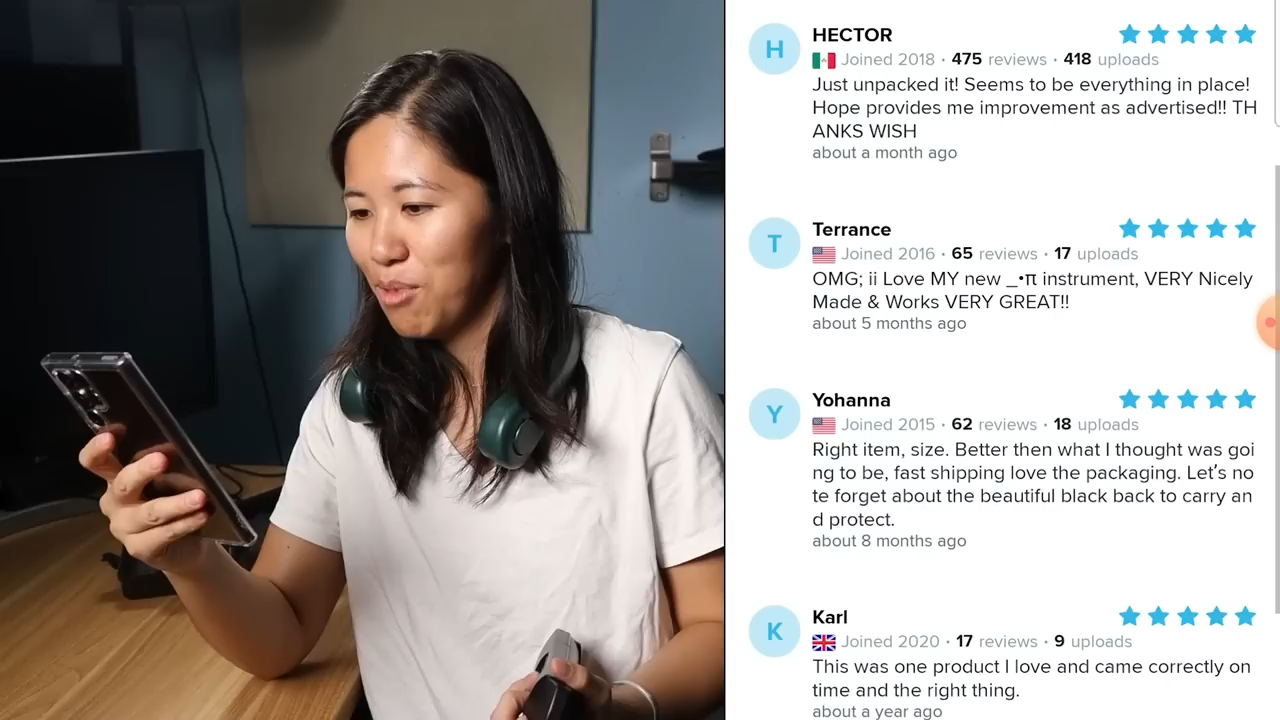 H
HECTOR
Joined 2018 • 475 reviews • 418 uploads
Just unpacked it! Seems to be everything in place!
Hope provides me improvement as advertised!! TH
ANKS WISH
about a month ago
T
Terrance
Joined 2016 • 65 reviews • 17 uploads
OMG; ii Love MY new _•π instrument, VERY Nicely
Made & Works VERY GREAT!!
about 5 months ago
Y
Yohanna
Joined 2015 • 62 reviews • 18 uploads
Right item, size. Better then what I thought was goi
ng to be, fast shipping love the packaging. Let’s no
te forget about the beautiful black back to carry an
d protect.
about 8 months ago
K
Karl
Joined 2020 • 17 reviews • 9 uploads
This was one product I love and came correctly on
time and the right thing.
about a year ago